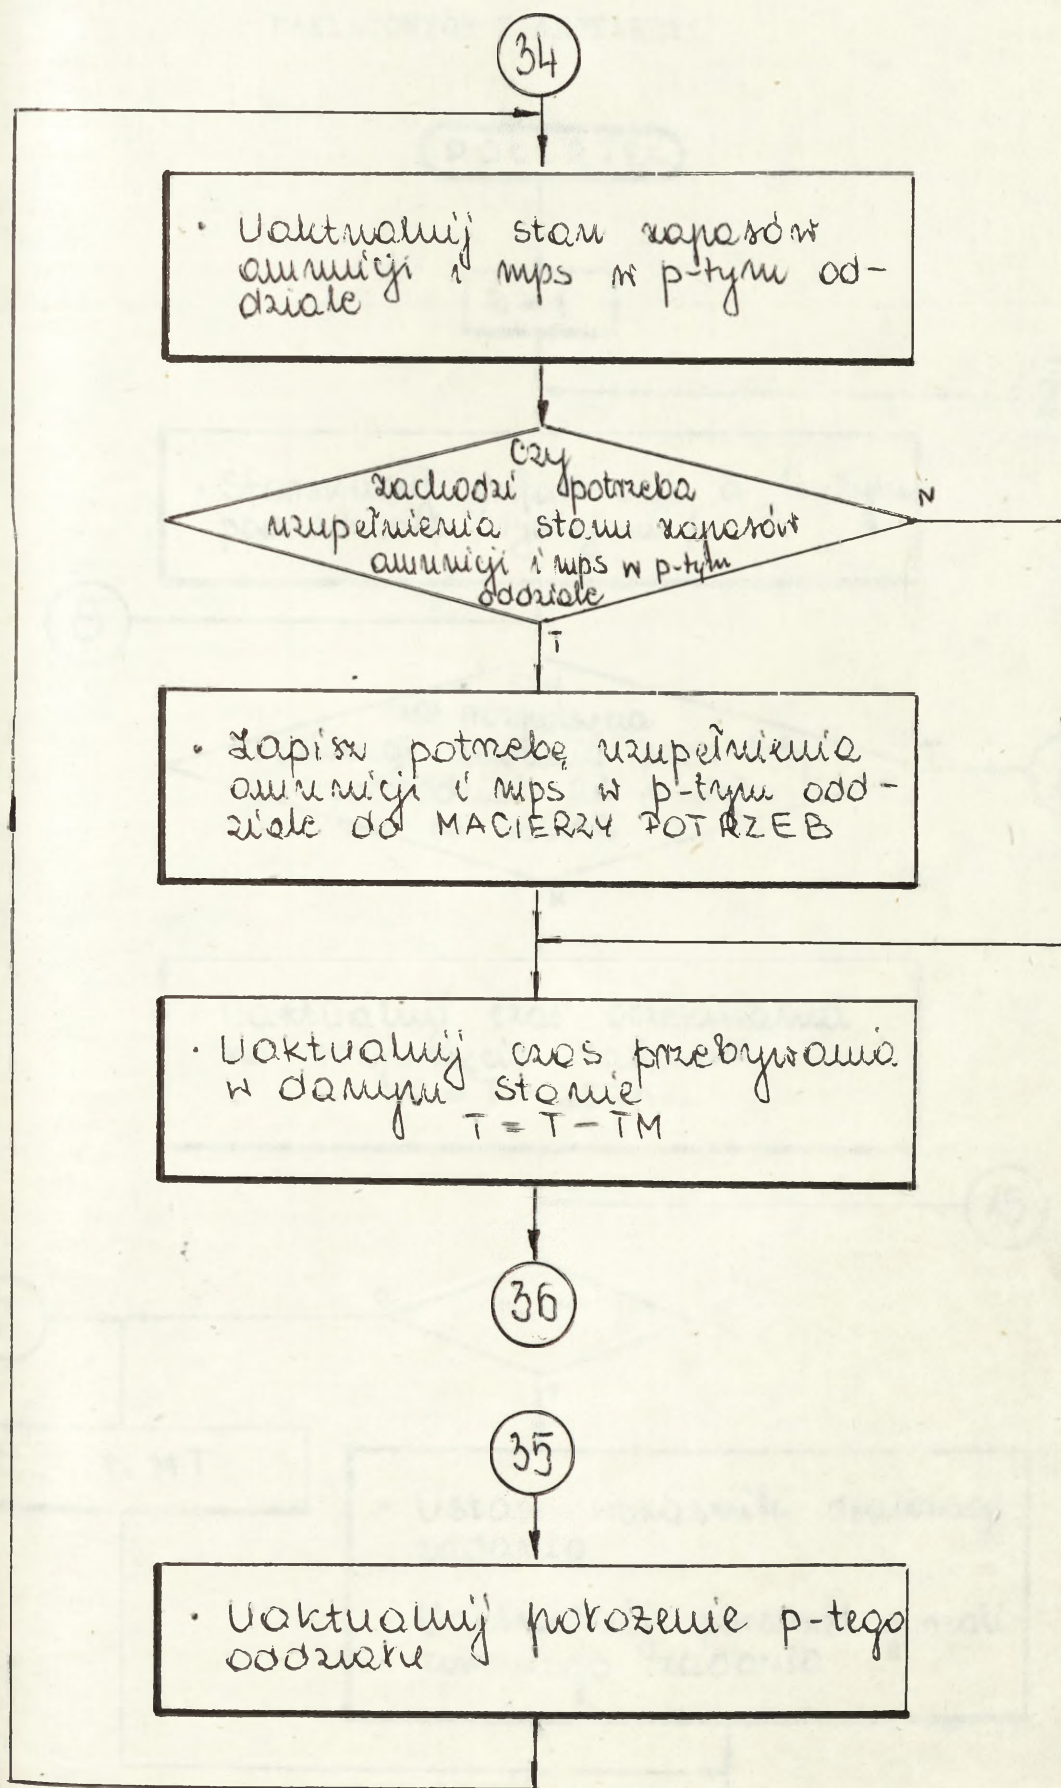 34
· Uaktualnij stan zapasów
amunicji i mps w p-tym od-
dziale
Czy
zachodzi potrzeba
uzupełnienia stanu zapasów
amunicji i mps w p-tym
oddziale
N
T
· Zapisz potrzebę uzupełnienia
amunicji i mps w p-tym odd-
ziale do MACIERZY POTRZEB
· Uaktualnij czas przebywania
w danym stanie
T = T - TM
36
35
· Uaktualnij położenie p-tego
oddziału